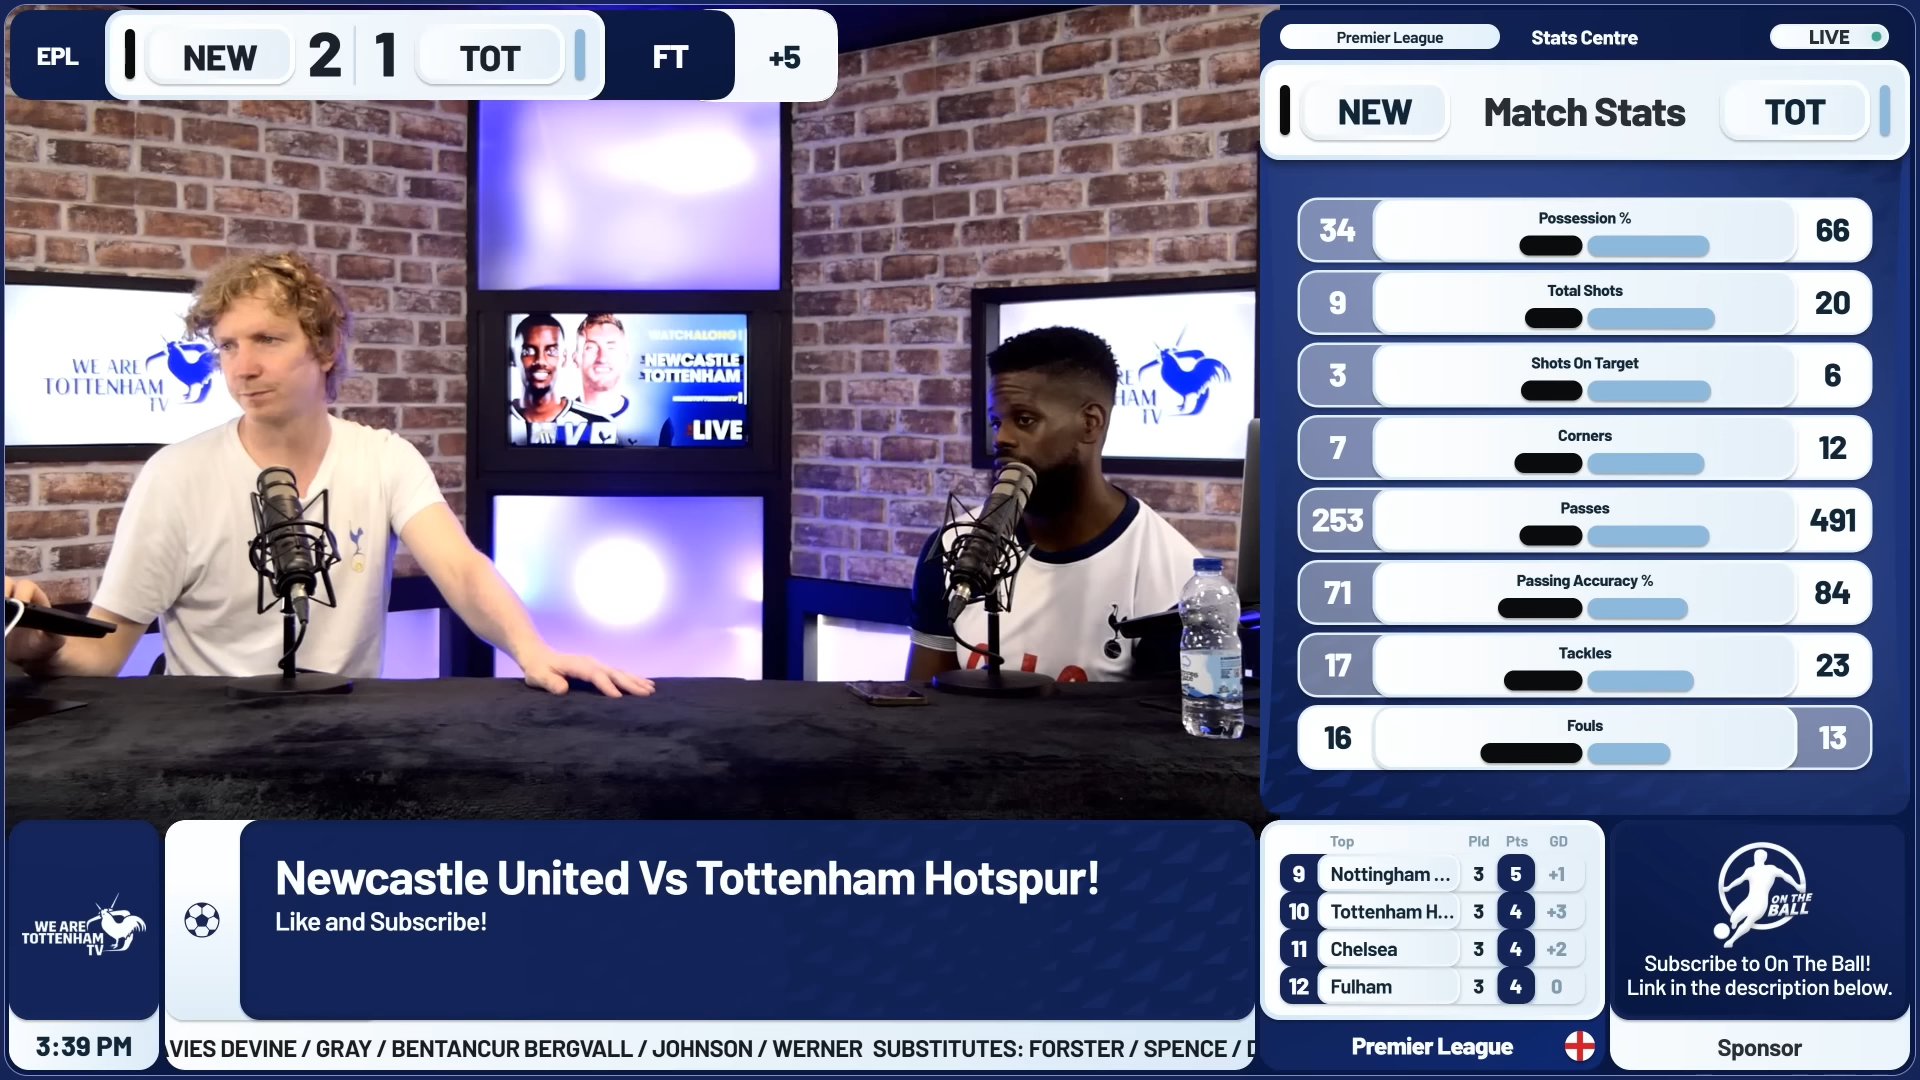 EPL
NEW 2 1 TOT
FT
+5
Premier League
Stats Centre
LIVE
NEW
Match Stats
TOT
34 Possession % 66
9 Total Shots 20
3 Shots On Target 6
7 Corners 12
253 Passes 491
71 Passing Accuracy % 84
17 Tackles 23
16 Fouls 13
WE ARE
TOTTENHAM
TV
WATCHALONG
NEWCASTLE
TOTTENHAM
LIVE
RE
HAM
TV
WE ARE
TOTTENHAM
TV
Newcastle United Vs Tottenham Hotspur!
Like and Subscribe!
Top Pld Pts GD
9 Nottingham ... 3 5 +1
10 Tottenham H... 3 4 +3
11 Chelsea 3 4 +2
12 Fulham 3 4 0
ON THE
BALL
Subscribe to On The Ball!
Link in the description below.
3:39 PM
VIES DEVINE / GRAY / BENTANCUR BERGVALL / JOHNSON / WERNER SUBSTITUTES: FORSTER / SPENCE / D
Premier League
Sponsor